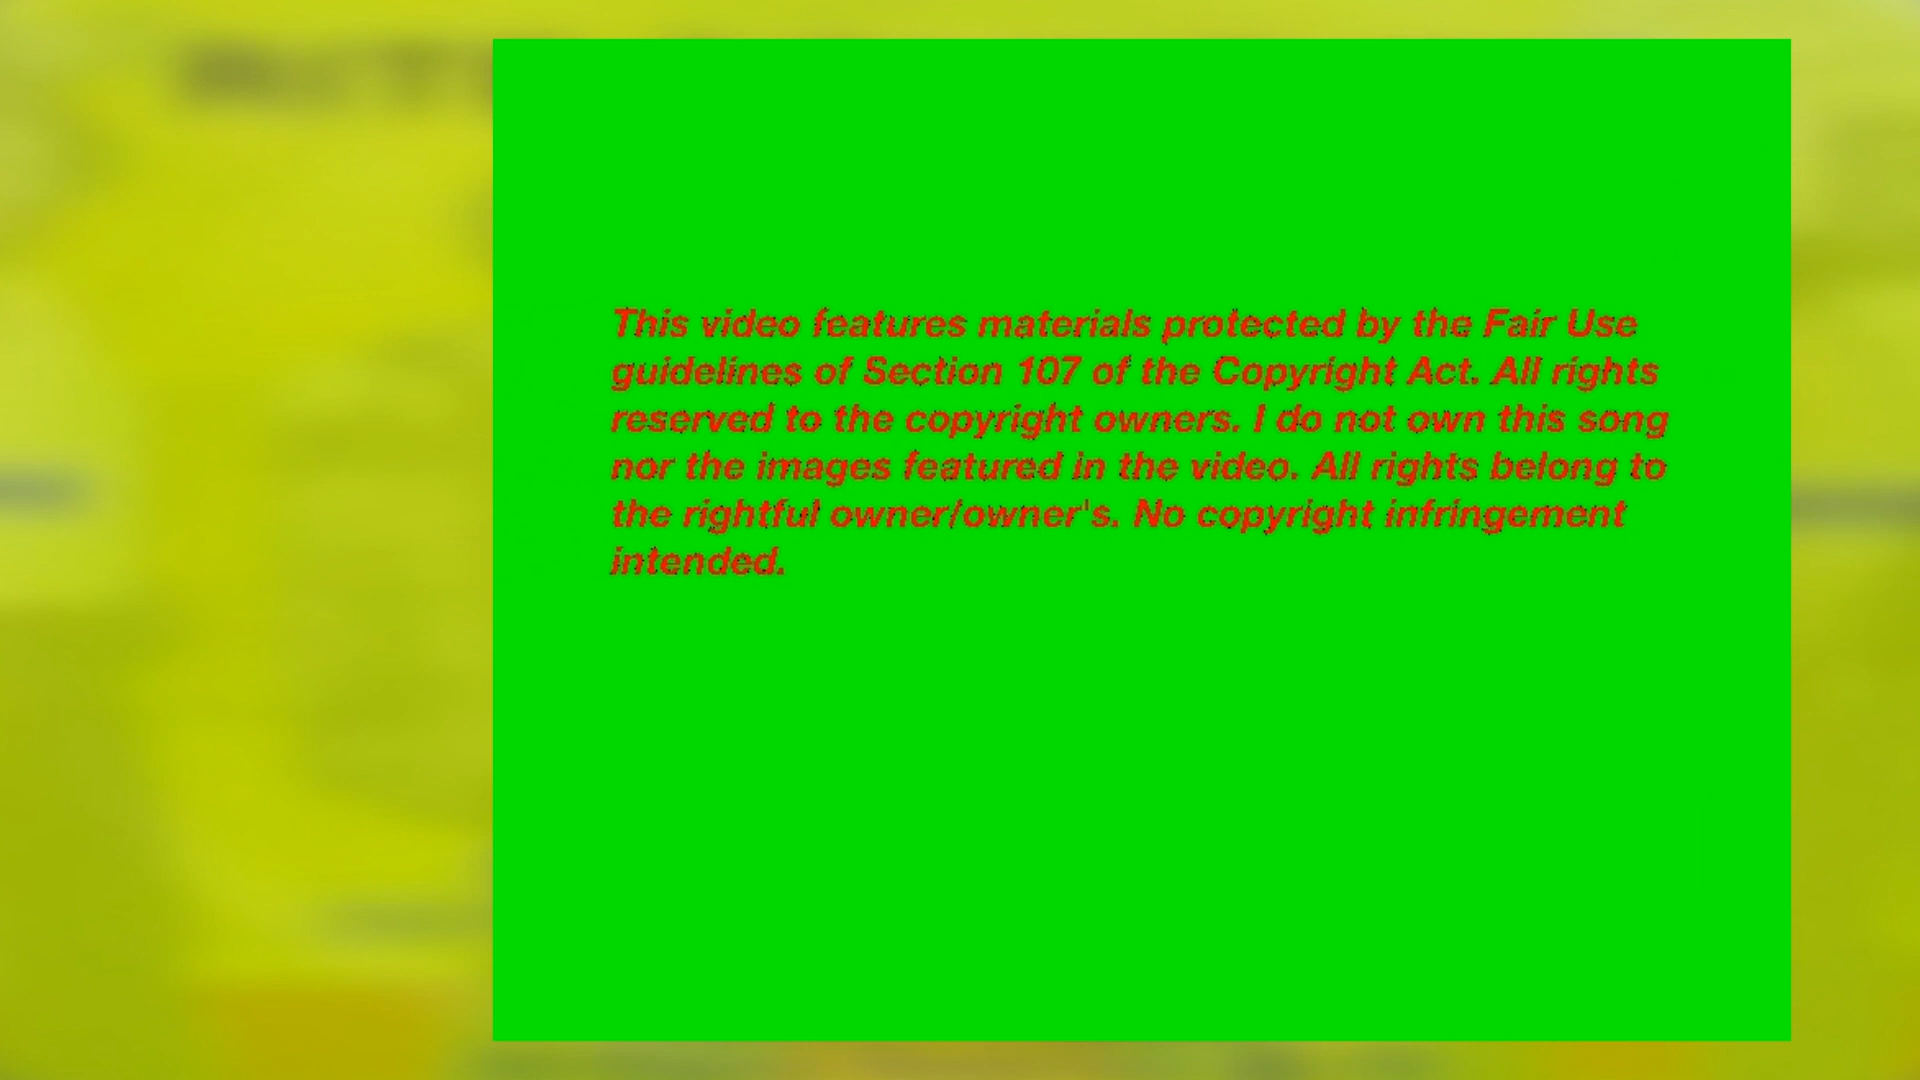 This video features materials protected by the Fair Use
guidelines of Section 107 of the Copyright Act. All rights
reserved to the copyright owners. I do not own this song
nor the images featured in the video. All rights belong to
the rightful owner/owner's. No copyright infringement
intended.